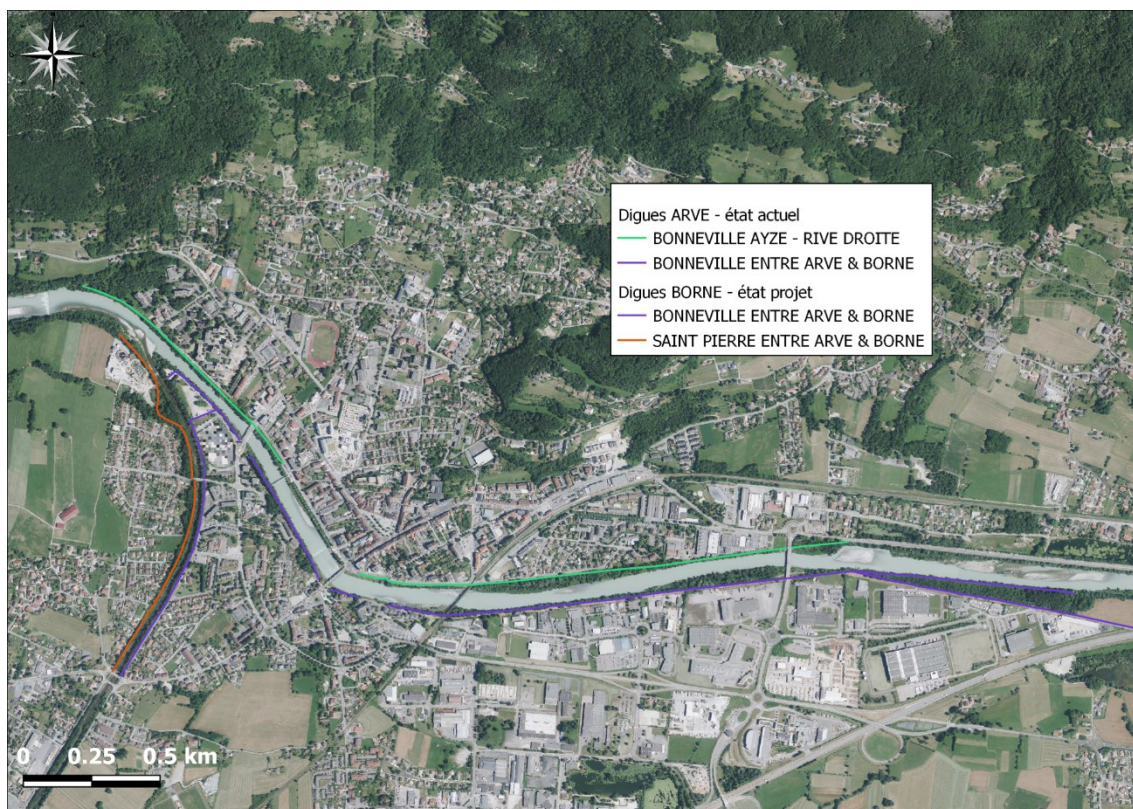 Digues ARVE - état actuel
BONNEVILLE AYZE - RIVE DROITE
BONNEVILLE ENTRE ARVE & BORNE
Digues BORNE - état projet
BONNEVILLE ENTRE ARVE & BORNE
SAINT PIERRE ENTRE ARVE & BORNE
0 0.25 0.5 km